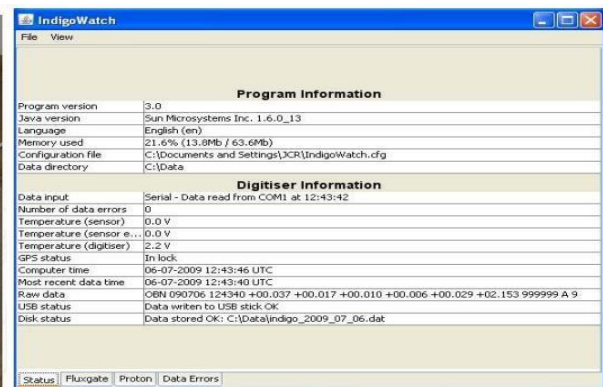 IndigoWatch
File View
Program Information
Program version 3.0
Java version Sun Microsystems Inc. 1.6.0_13
Language English (en)
Memory used 21.6% (13.8Mb / 63.6Mb)
Configuration file C:\Documents and Settings\JCR\IndigoWatch.cfg
Data directory C:\Data
Digitiser Information
Data input Serial - Data read from COM1 at 12:43:42
Number of data errors 0
Temperature (sensor) 0.0 V
Temperature (sensor e... 0.0 V
Temperature (digitiser) 2.2 V
GPS status In lock
Computer time 06-07-2009 12:43:46 UTC
Most recent data time 06-07-2009 12:43:40 UTC
Raw data OBN 090706 124340 +00.037 +00.017 +00.010 +00.006 +00.029 +02.153 999999 A 9
USB status Data writen to USB stick OK
Disk status Data stored OK: C:\Data\indigo_2009_07_06.dat
Status Fluxgate Proton Data Errors